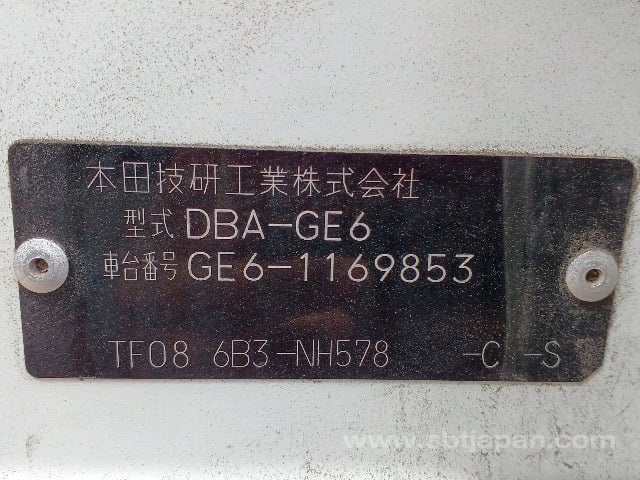 本田技研工業株式会社
型式 DBA-GE6
車台番号 GE6-1169853
TF08 6B3-NH578 -C -S
www.sbtjapan.com